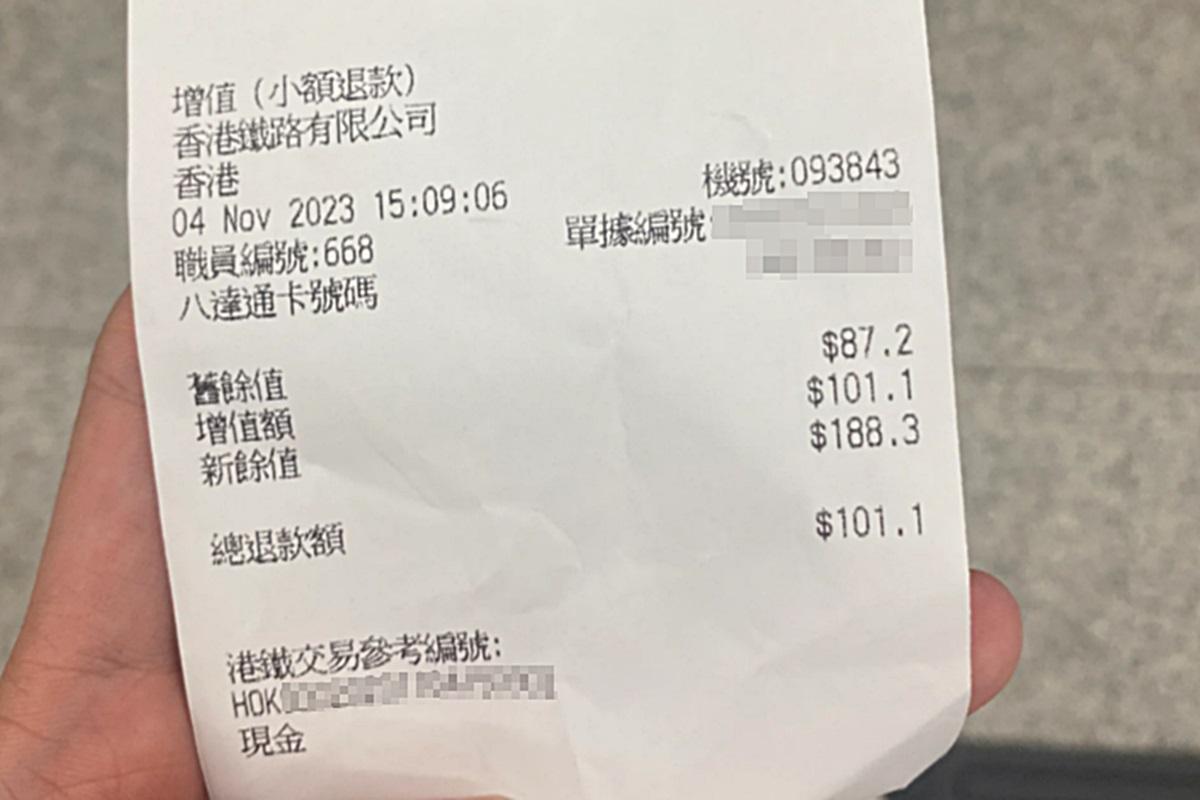 增值（小額退款）
香港鐵路有限公司
香港 機號:093843
04 Nov 2023 15:09:06 單據編號:
職員編號:668
八達通卡號碼
舊餘值 $87.2
增值額 $101.1
新餘值 $188.3
總退款額 $101.1
港鐵交易參考編號:
HOK
現金